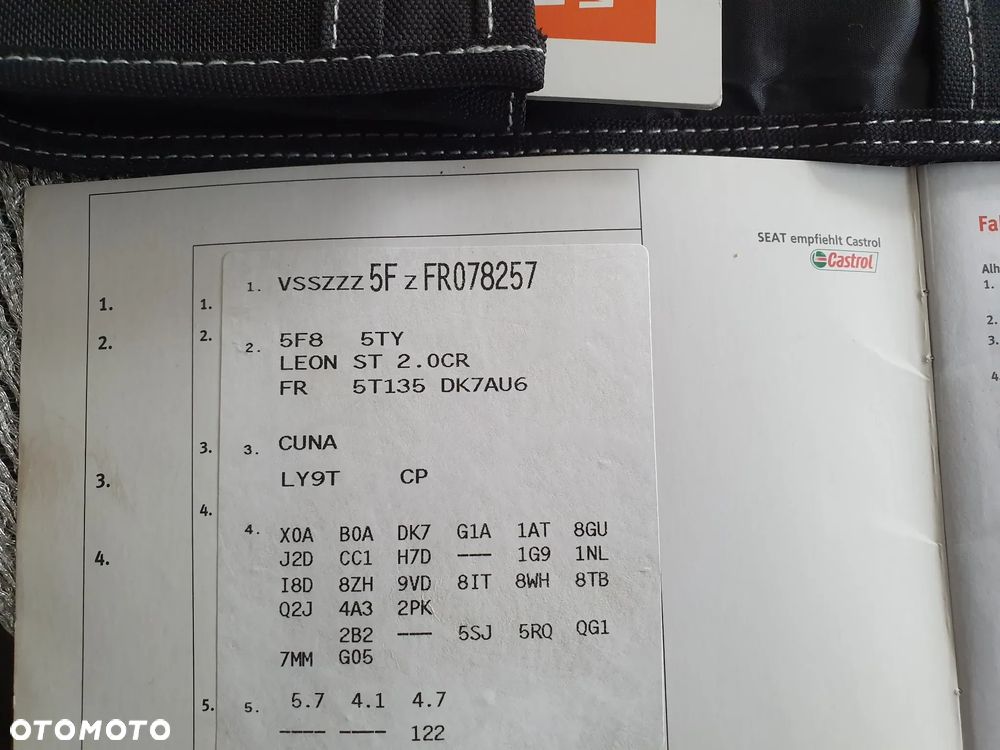 SEAT empfiehlt Castrol
Castrol
1. 1. 1. VSSZZZ 5F Z FR078257
2. 2. 2. 5F8 5TY
LEON ST 2.0CR
FR 5T135 DK7AU6
3. 3. 3. CUNA
LY9T CP
4. 4. 4. X0A B0A DK7 G1A 1AT 8GU
J2D CC1 H7D --- 1G9 1NL
I8D 8ZH 9VD 8IT 8WH 8TB
Q2J 4A3 2PK
2B2 --- 5SJ 5RQ QG1
7MM G05
5. 5. 5.7 4.1 4.7
---- ---- 122
Fa
Alh
1.
2.
3.
4
OTOMOTO